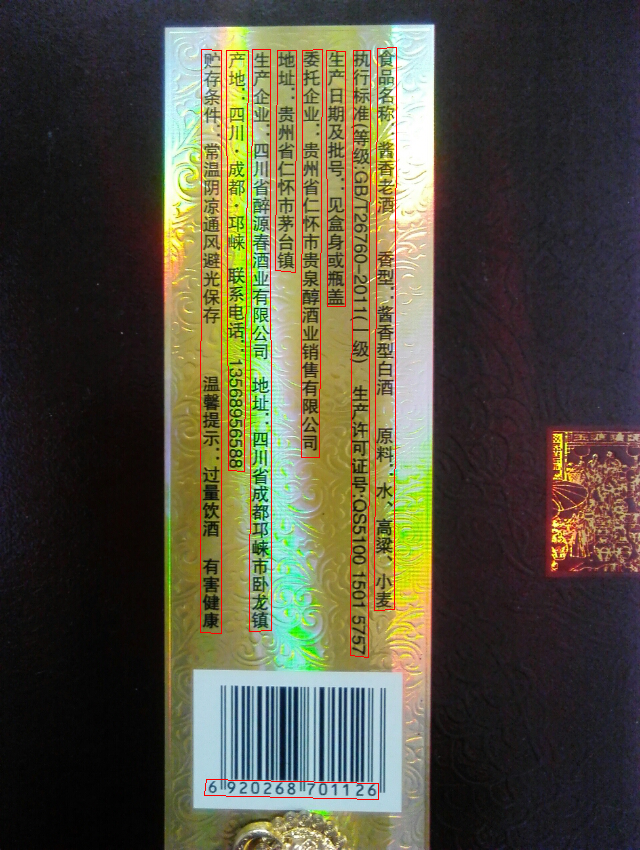 食品名称：酱香老酒 香型：酱香型白酒 原料：水、高粱、小麦
执行标准(等级):GB/T26760-2011(一级) 生产许可证号:QS5100 1501 5757
生产日期及批号：见盒身或瓶盖
委托企业：贵州省仁怀市贵泉醇酒业销售有限公司
地址：贵州省仁怀市茅台镇
生产企业：四川省醉源春酒业有限公司 地址：四川省成都邛崃市卧龙镇
产地：四川·成都·邛崃 联系电话：13568956588
贮存条件：常温阴凉通风避光保存 温馨提示：过量饮酒 有害健康
6 920268 701126